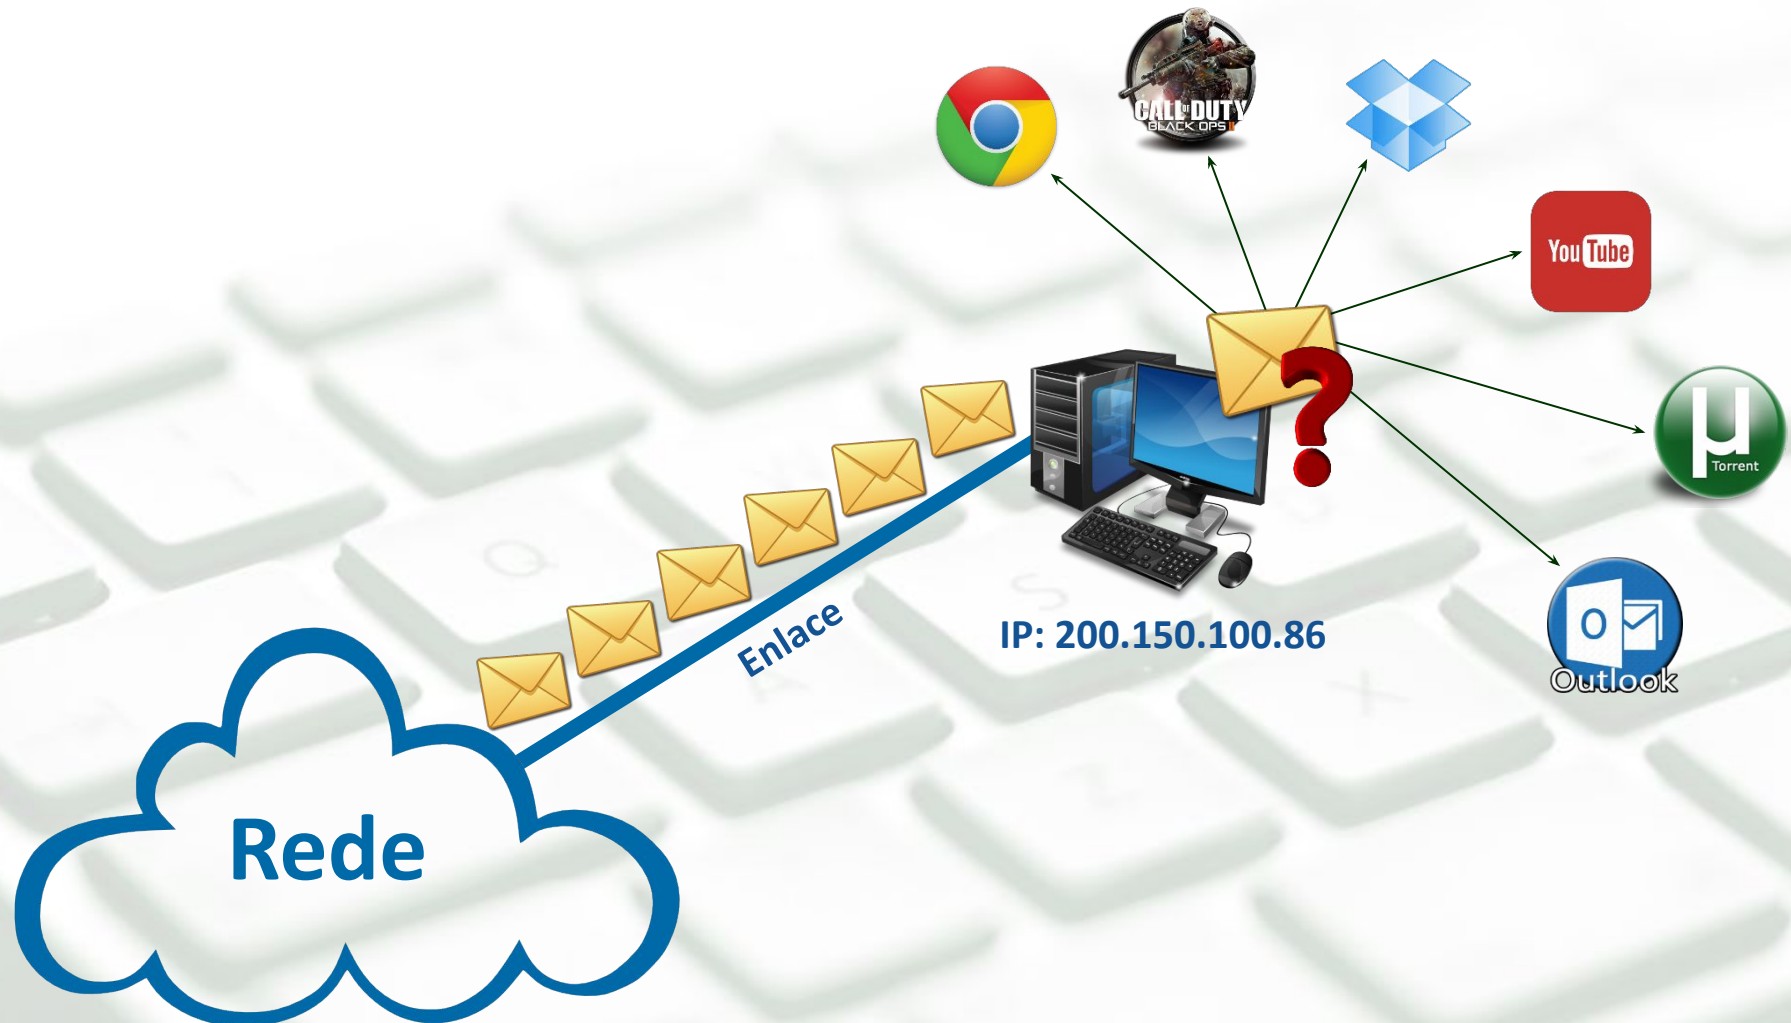 CALL OF DUTY
BLACK OPS II
YouTube
µ
Torrent
Enlace
IP: 200.150.100.86
O
Outlook
Rede
Q
S
A
X
Z